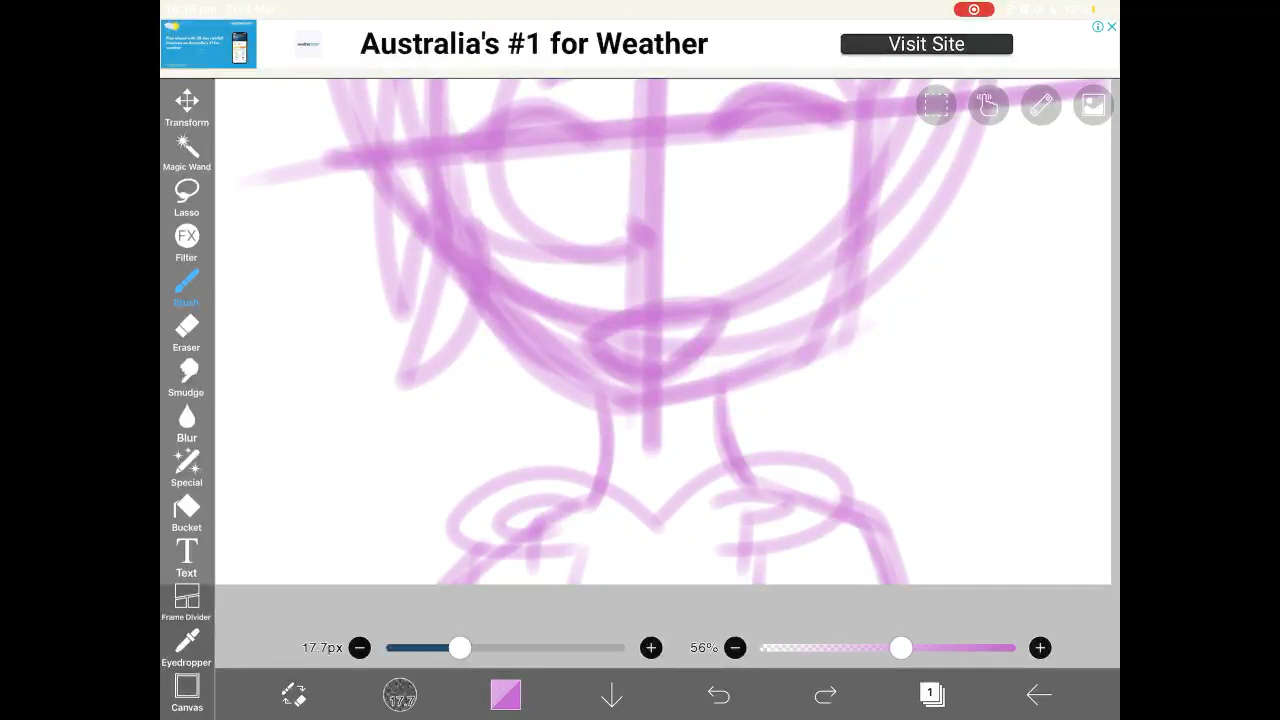 Australia's #1 for Weather
Visit Site
Transform
Magic Wand
Lasso
FX
Filter
Brush
Eraser
Smudge
Blur
Special
Bucket
T
Text
Frame Divider
Eyedropper
Canvas
17.7px
56%
17.7
1